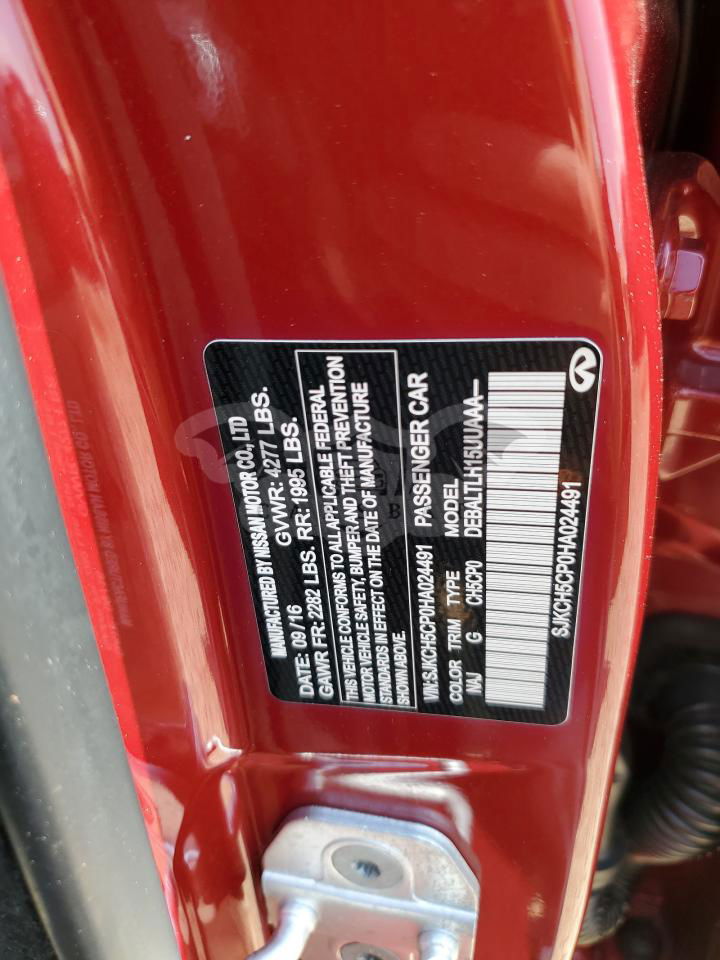 MANUFACTURED BY NISSAN MOTOR CO., LTD
DATE: 09/16 GVWR: 4277 LBS.
GAWR FR: 2282 LBS. RR: 1995 LBS.
THIS VEHICLE CONFORMS TO ALL APPLICABLE FEDERAL
MOTOR VEHICLE SAFETY, BUMPER AND THEFT PREVENTION
STANDARDS IN EFFECT ON THE DATE OF MANUFACTURE
SHOWN ABOVE.
VIN:SJKCH5CP0HA024491 PASSENGER CAR
COLOR TRIM TYPE MODEL
NAJ G CH5CP0 DEBALTLH15UUAAA--
SJKCH5CP0HA024491